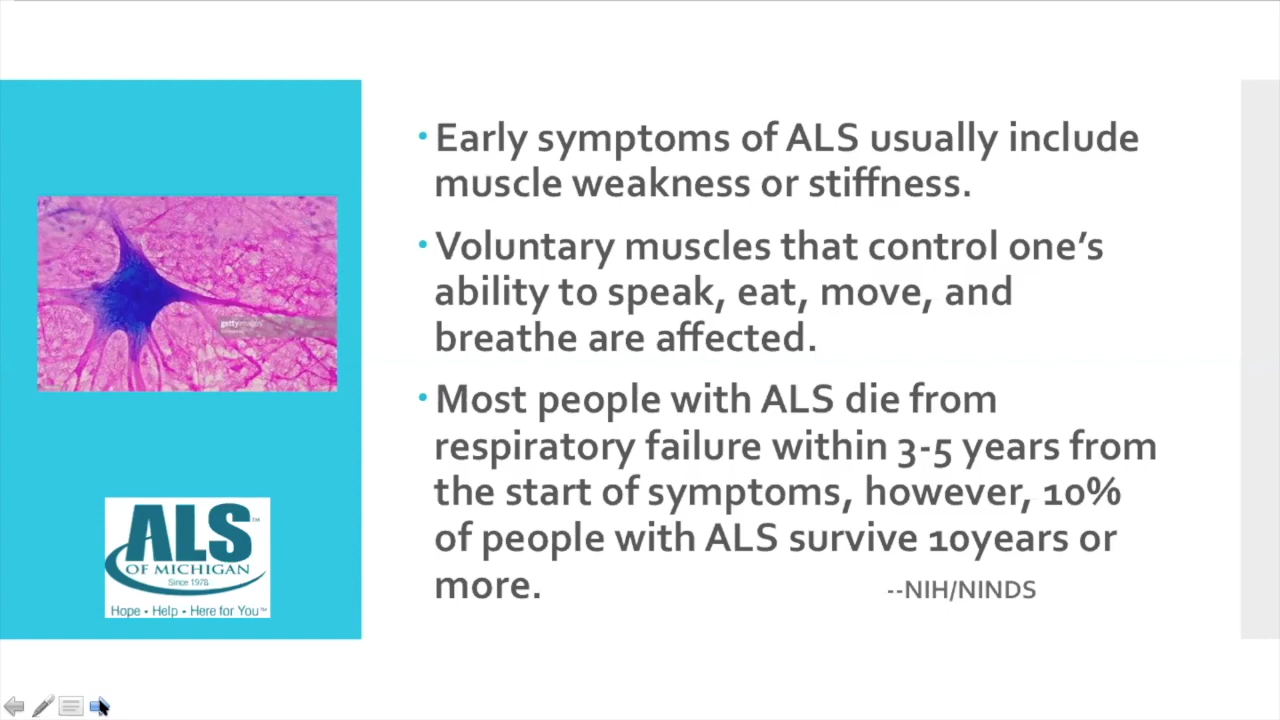 • Early symptoms of ALS usually include
muscle weakness or stiffness.
• Voluntary muscles that control one’s
ability to speak, eat, move, and
breathe are affected.
• Most people with ALS die from
respiratory failure within 3-5 years from
the start of symptoms, however, 10%
of people with ALS survive 10years or
more.
--NIH/NINDS
gettyimages
ALS™
OF MICHIGAN
Since 1978
Hope • Help • Here for You™